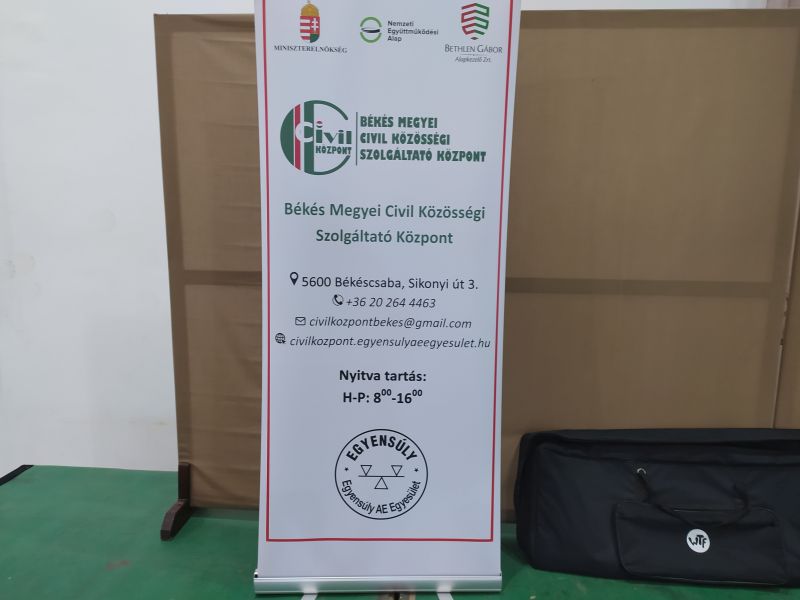 MINISZTERELNÖKSÉG
Nemzeti
Együttműködési
Alap
BETHLEN GÁBOR
Alapkezelő Zrt.
Civil
KÖZPONT
BÉKÉS MEGYEI
CIVIL KÖZÖSSÉGI
SZOLGÁLTATÓ KÖZPONT
Békés Megyei Civil Közösségi
Szolgáltató Központ
5600 Békéscsaba, Sikonyi út 3.
+36 20 264 4463
civilkozpontbekes@gmail.com
civilkozpont.egyensulyaeegyesulet.hu
Nyitva tartás:
H-P: 8⁰⁰-16⁰⁰
EGYENSÚLY
Egyensúly AE Egyesület
WTF